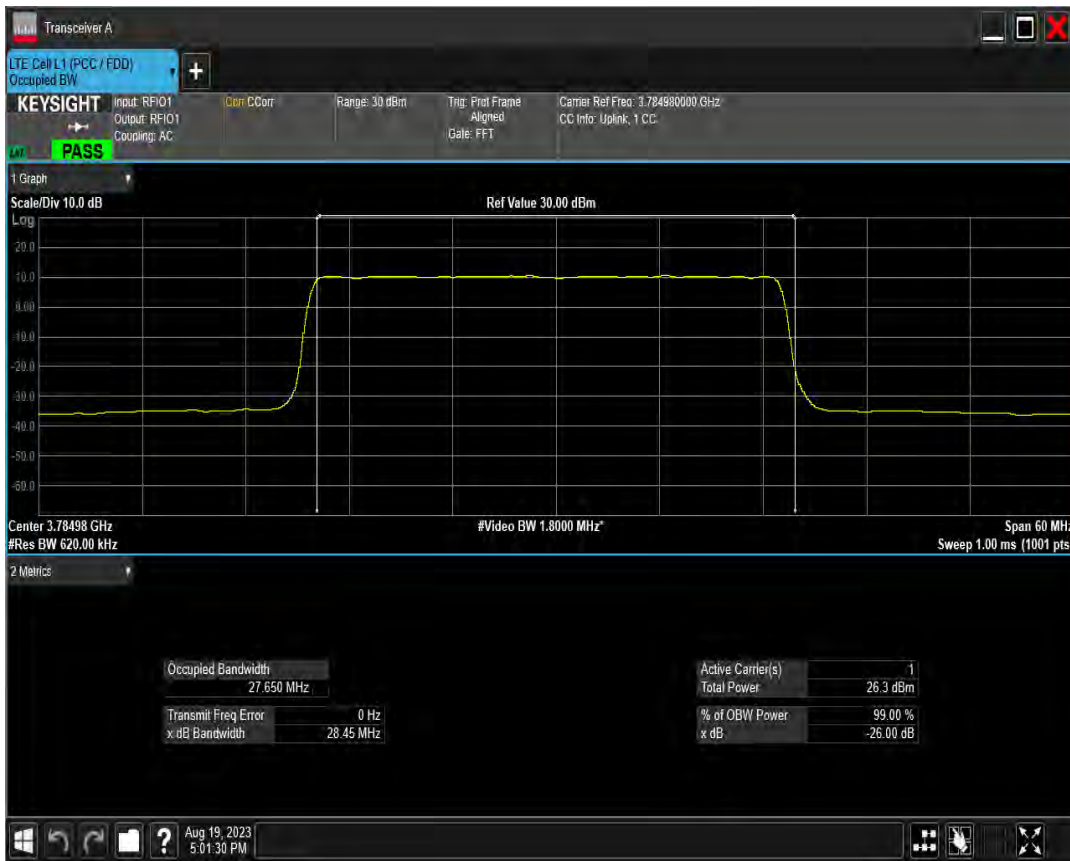 Transceiver A
LTE Cell L1 (PCC / FDD)
Occupied BW
+
KEYSIGHT
Input: RFIO1
Output: RFIO1
Coupling: AC
Corr CCorr
Range: 30 dBm
Trig: Prot Frame
Aligned
Gate: FFT
Carrier Ref Freq: 3.784980000 GHz
CC Info: Uplink, 1 CC
PASS
1 Graph
Scale/Div 10.0 dB
Ref Value 30.00 dBm
Log
20.0
10.0
0.00
-10.0
-20.0
-30.0
-40.0
-50.0
-60.0
Center 3.78498 GHz
#Video BW 1.8000 MHz*
Span 60 MHz
#Res BW 620.00 kHz
Sweep 1.00 ms (1001 pts
2 Metrics
Occupied Bandwidth
27.650 MHz
Transmit Freq Error 0 Hz
x dB Bandwidth 28.45 MHz
Active Carrier(s) 1
Total Power 26.3 dBm
% of OBW Power 99.00 %
x dB -26.00 dB
?
Aug 19, 2023
5:01:30 PM